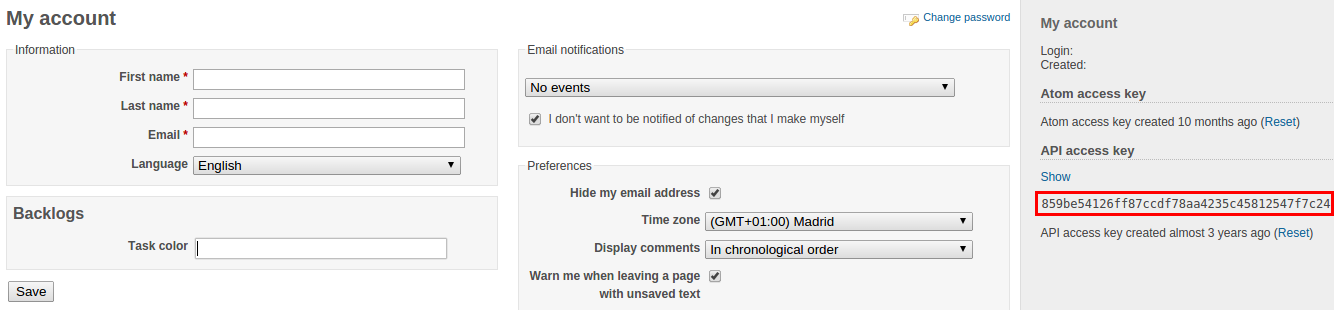 My account
Change password
Information
First name *
Last name *
Email *
Language English
Backlogs
Task color
Save
Email notifications
No events
I don't want to be notified of changes that I make myself
Preferences
Hide my email address
Time zone (GMT+01:00) Madrid
Display comments In chronological order
Warn me when leaving a page
with unsaved text
My account
Login:
Created:
Atom access key
Atom access key created 10 months ago (Reset)
API access key
Show
859be54126ff87ccdf78aa4235c45812547f7c24
API access key created almost 3 years ago (Reset)